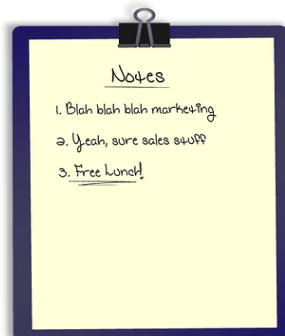 Notes
1. Blah blah blah marketing
2. Yeah, sure sales stuff
3. Free Lunch!